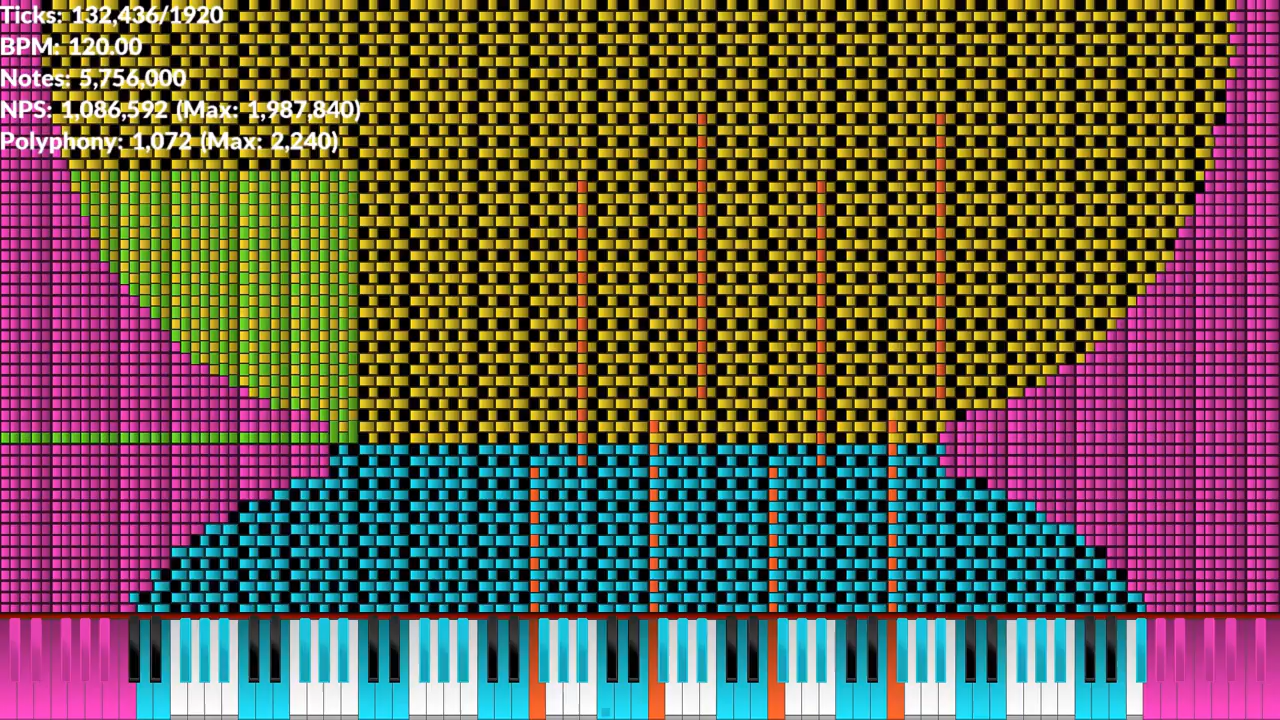 Ticks: 132,436/1920
BPM: 120.00
Notes: 5,756,000
NPS: 1,086,592 (Max: 1,987,840)
Polyphony: 1,072 (Max: 2,240)